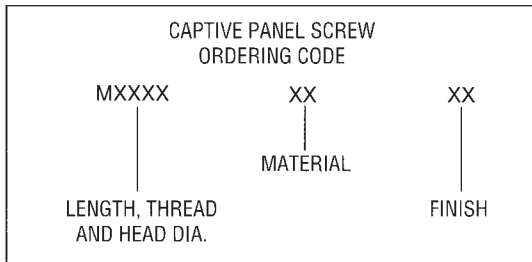 CAPTIVE PANEL SCREW
ORDERING CODE
MXXXX XX XX
MATERIAL
LENGTH, THREAD FINISH
AND HEAD DIA.